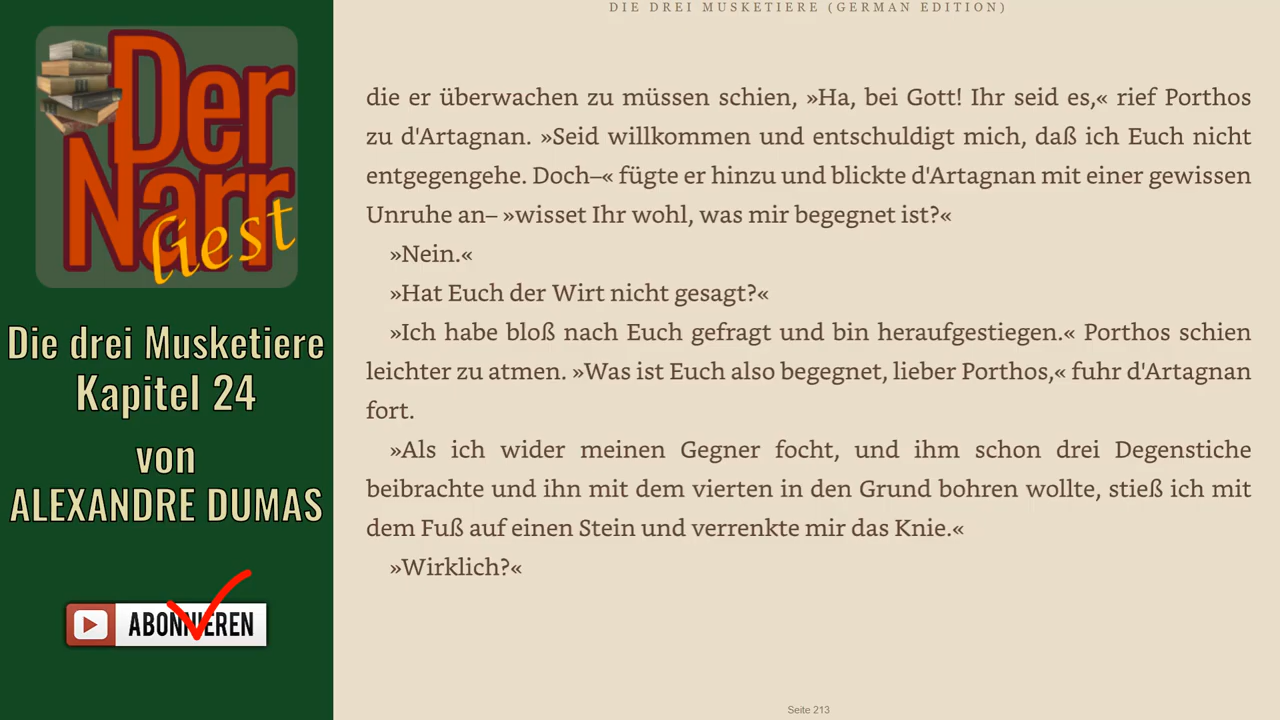 Der
Narr
liest
Die drei Musketiere
Kapitel 24
von
ALEXANDRE DUMAS
ABONNIEREN
DIE DREI MUSKETIERE (GERMAN EDITION)
die er überwachen zu müssen schien, »Ha, bei Gott! Ihr seid es,« rief Porthos
zu d'Artagnan. »Seid willkommen und entschuldigt mich, daß ich Euch nicht
entgegengehe. Doch–« fügte er hinzu und blickte d'Artagnan mit einer gewissen
Unruhe an– »wisset Ihr wohl, was mir begegnet ist?«
»Nein.«
»Hat Euch der Wirt nicht gesagt?«
»Ich habe bloß nach Euch gefragt und bin heraufgestiegen.« Porthos schien
leichter zu atmen. »Was ist Euch also begegnet, lieber Porthos,« fuhr d'Artagnan
fort.
»Als ich wider meinen Gegner focht, und ihm schon drei Degenstiche
beibrachte und ihn mit dem vierten in den Grund bohren wollte, stieß ich mit
dem Fuß auf einen Stein und verrenkte mir das Knie.«
»Wirklich?«
Seite 213